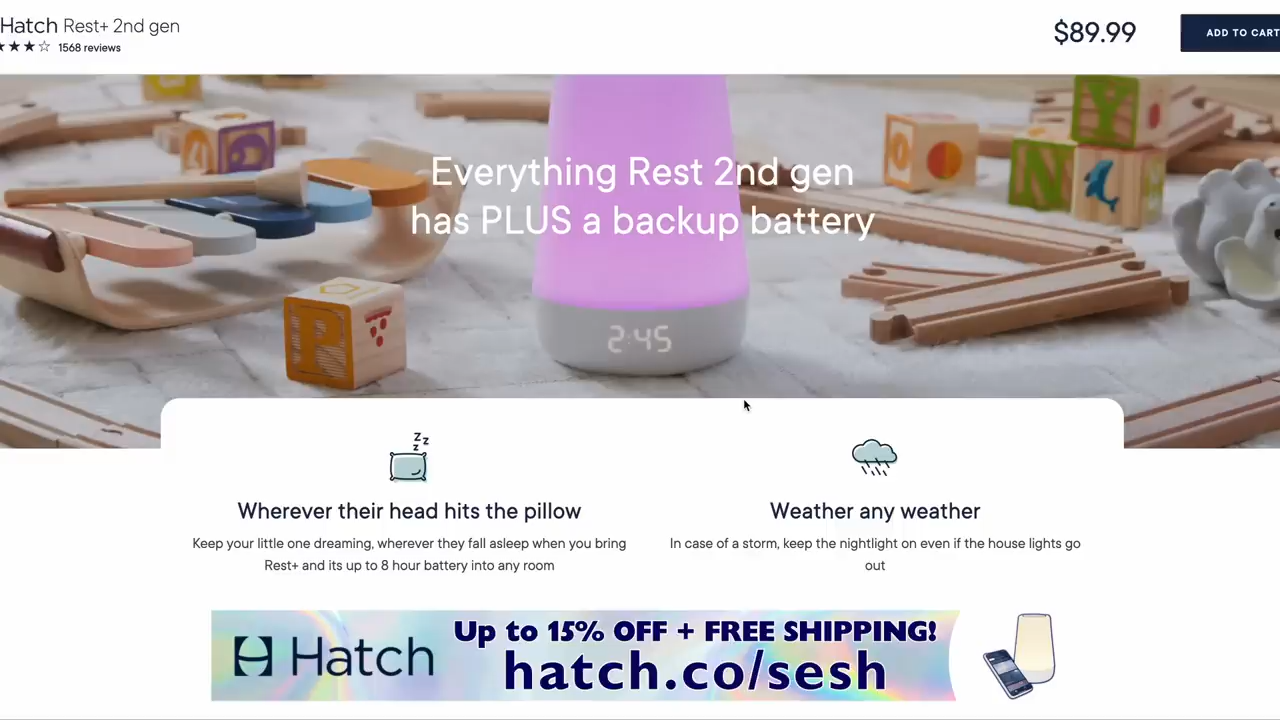 Hatch Rest+ 2nd gen
★★★☆ 1568 reviews
$89.99
ADD TO CART
Everything Rest 2nd gen
has PLUS a backup battery
2:45
Z z z
Wherever their head hits the pillow
Keep your little one dreaming, wherever they fall asleep when you bring
Rest+ and its up to 8 hour battery into any room
Weather any weather
In case of a storm, keep the nightlight on even if the house lights go
out
Hatch
Up to 15% OFF + FREE SHIPPING!
hatch.co/sesh